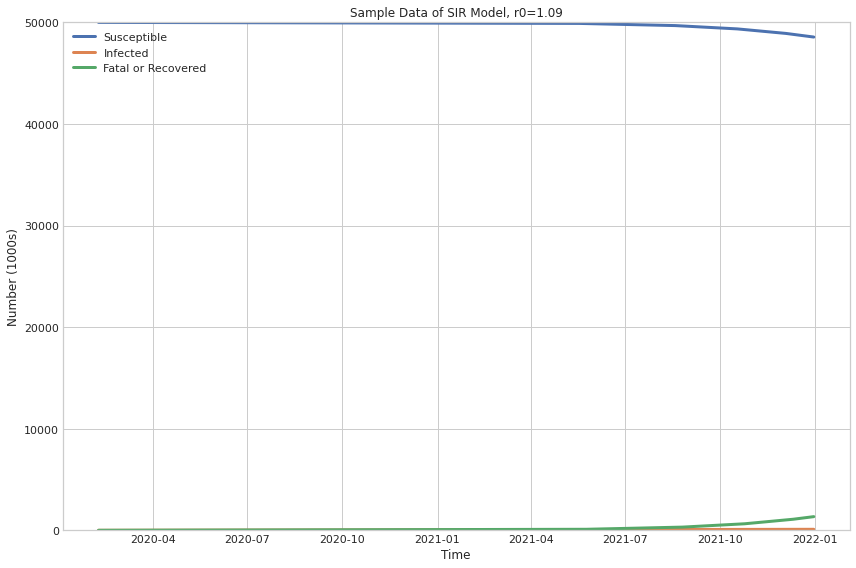 Sample Data of SIR Model, r0=1.09
50000
40000
30000
20000
10000
0
Number (1000s)
Susceptible
Infected
Fatal or Recovered
2020-04 2020-07 2020-10 2021-01 2021-04 2021-07 2021-10 2022-01
Time